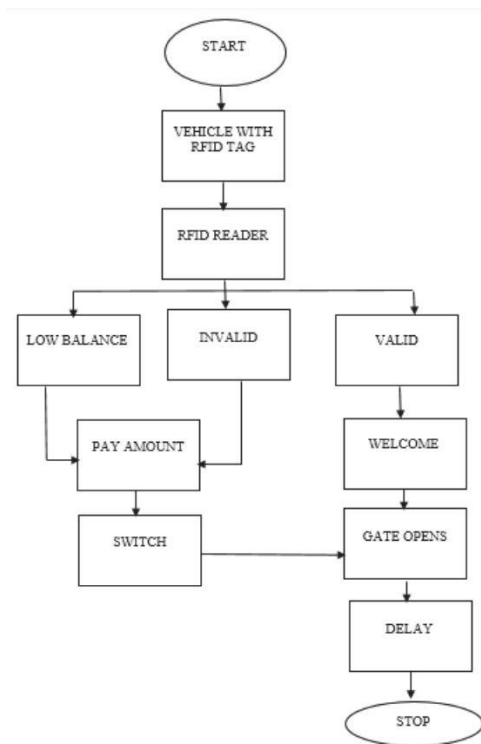 START
VEHICLE WITH
RFID TAG
RFID READER
LOW BALANCE
INVALID
VALID
PAY AMOUNT
WELCOME
SWITCH
GATE OPENS
DELAY
STOP